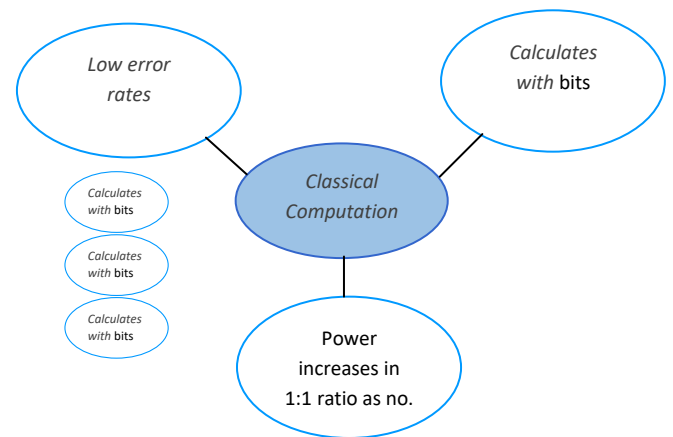 Low error
rates
Calculates
with bits
Classical
Computation
Calculates
with bits
Calculates
with bits
Calculates
with bits
Power
increases in
1:1 ratio as no.